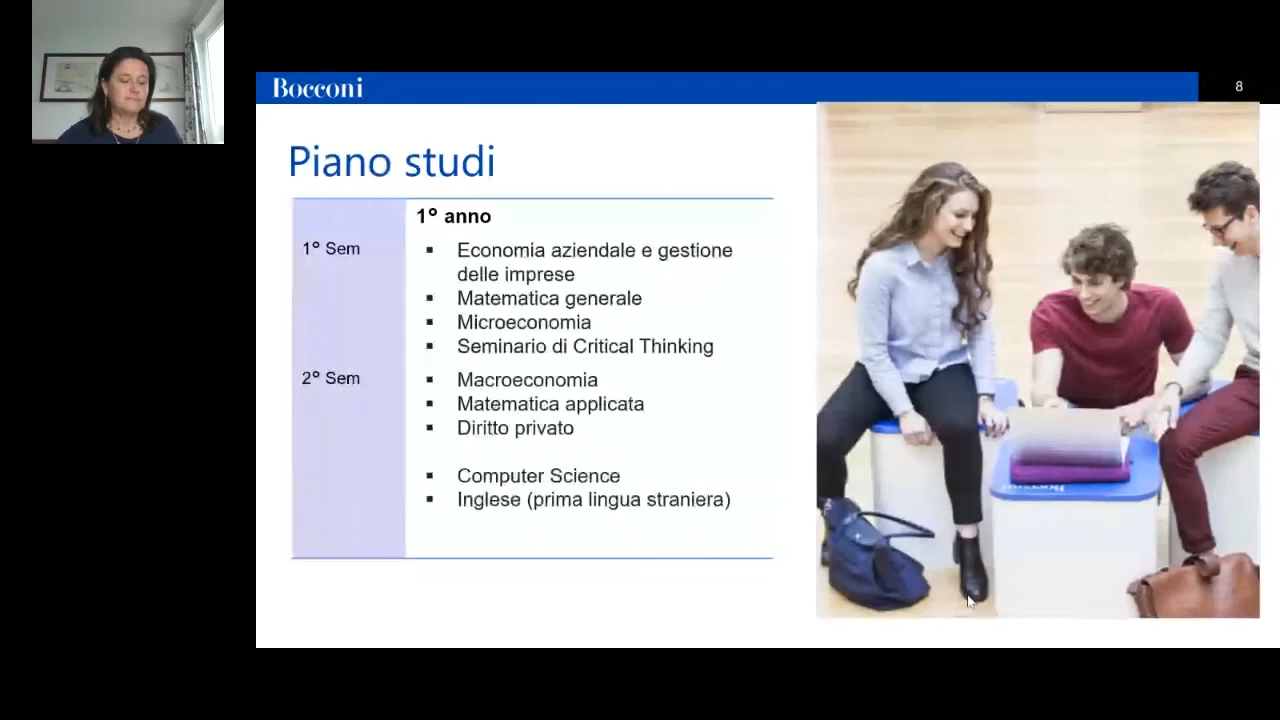 Bocconi
8
Piano studi
1° anno
1° Sem
▪ Economia aziendale e gestione
delle imprese
▪ Matematica generale
▪ Microeconomia
▪ Seminario di Critical Thinking
2° Sem
▪ Macroeconomia
▪ Matematica applicata
▪ Diritto privato
▪ Computer Science
▪ Inglese (prima lingua straniera)